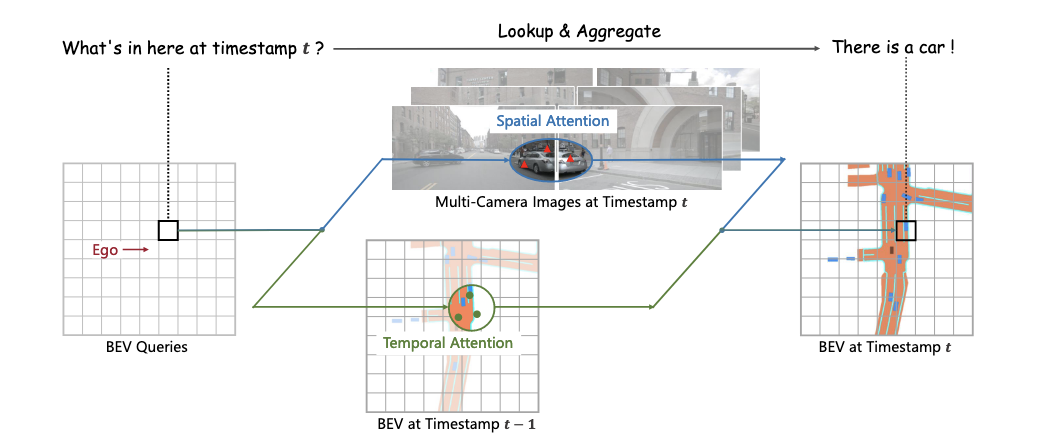 What's in here at timestamp t ?
Lookup & Aggregate
There is a car !
Spatial Attention
Multi-Camera Images at Timestamp t
Ego
BEV Queries
Temporal Attention
BEV at Timestamp t − 1
BEV at Timestamp t